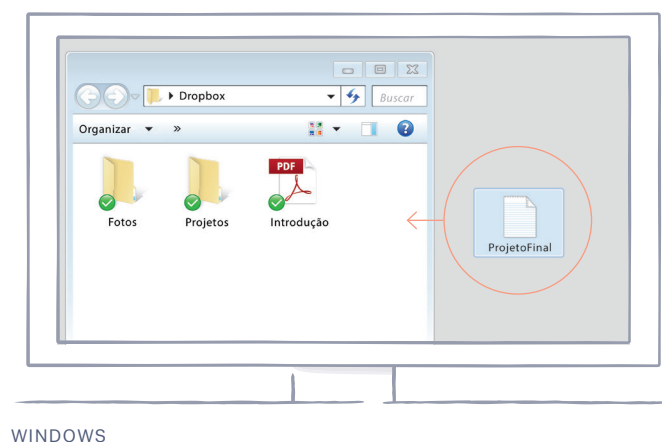 Dropbox
Buscar
Organizar »
PDF
Fotos
Projetos
Introdução
ProjetoFinal
WINDOWS